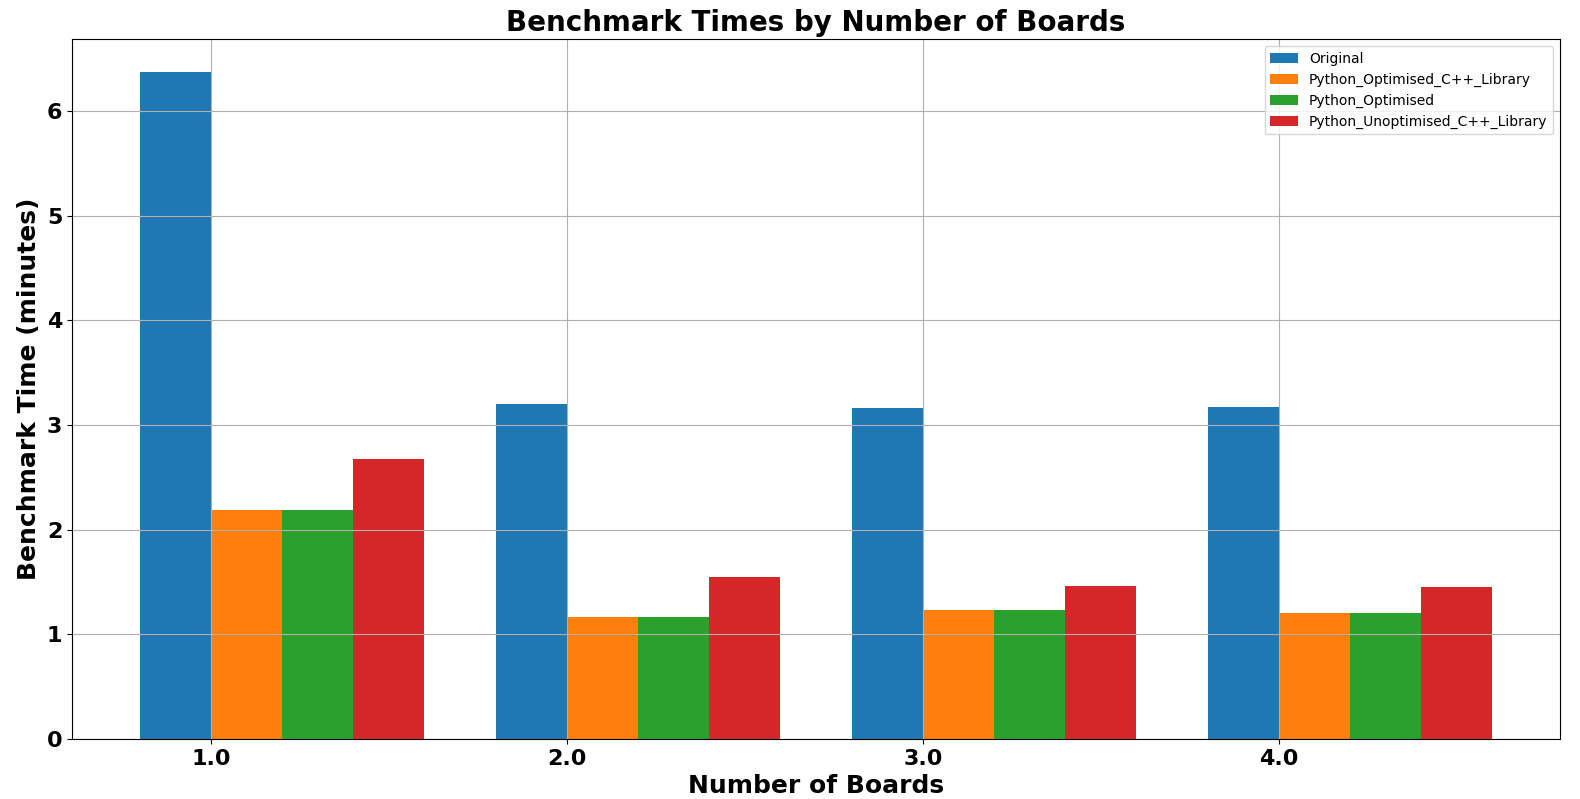 Benchmark Times by Number of Boards
Original
Python_Optimised_C++_Library
Python_Optimised
Python_Unoptimised_C++_Library
Benchmark Time (minutes)
6
5
4
3
2
1
0
1.0 2.0 3.0 4.0
Number of Boards